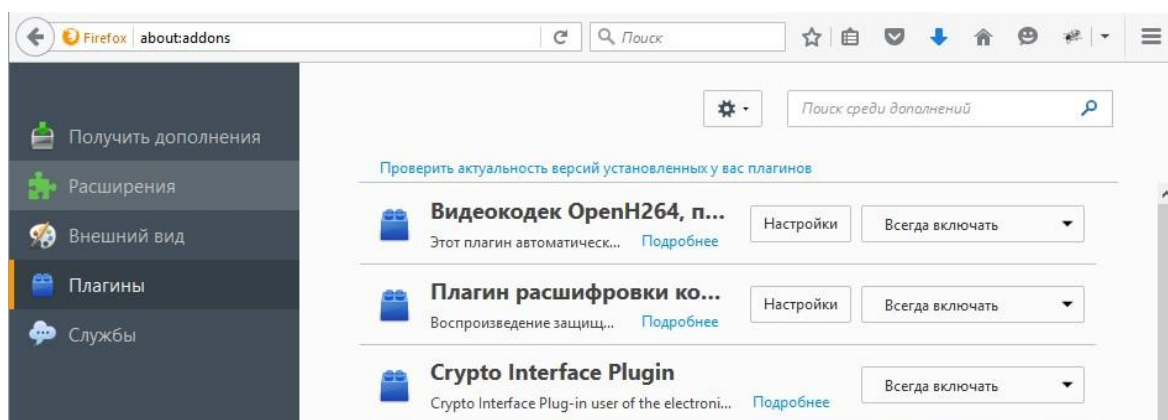 Firefox about:addons Поиск
Поиск среди дополнений
Получить дополнения
Расширения
Внешний вид
Плагины
Службы
Проверить актуальность версий установленных у вас плагинов
Видеокодек OpenH264, п...
Этот плагин автоматическ... Подробнее
Настройки
Всегда включать
Плагин расшифровки ко...
Воспроизведение защищ... Подробнее
Настройки
Всегда включать
Crypto Interface Plugin
Crypto Interface Plug-in user of the electroni... Подробнее
Всегда включать